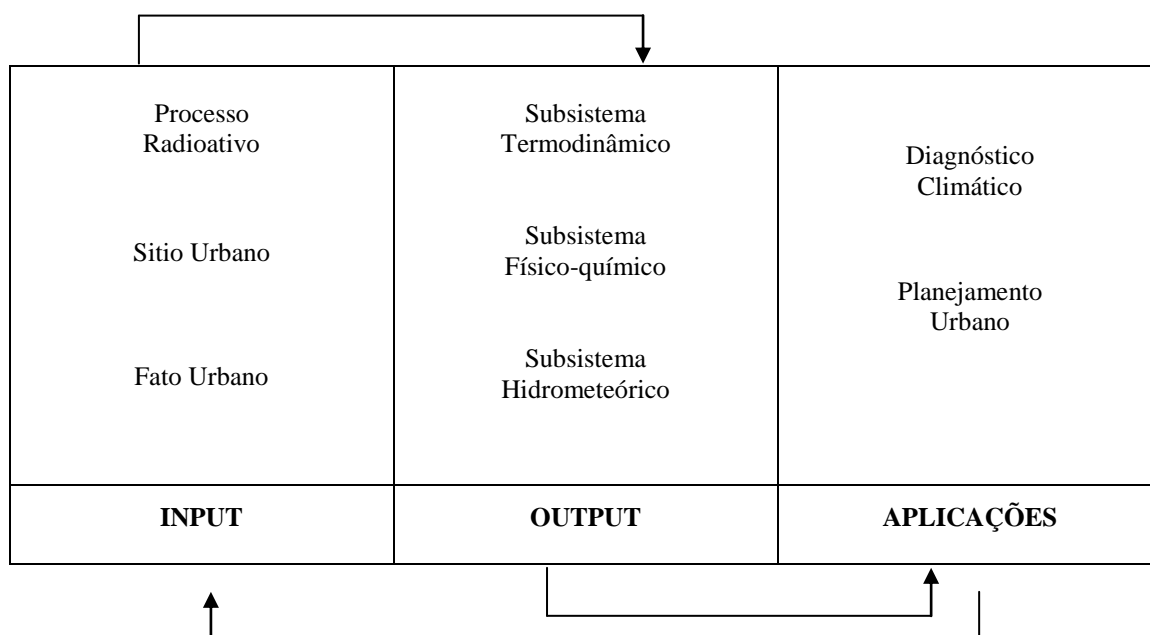 Processo
Radioativo
Sitio Urbano
Fato Urbano
Subsistema
Termodinâmico
Subsistema
Físico-químico
Subsistema
Hidrometeórico
Diagnóstico
Climático
Planejamento
Urbano
INPUT
OUTPUT
APLICAÇÕES